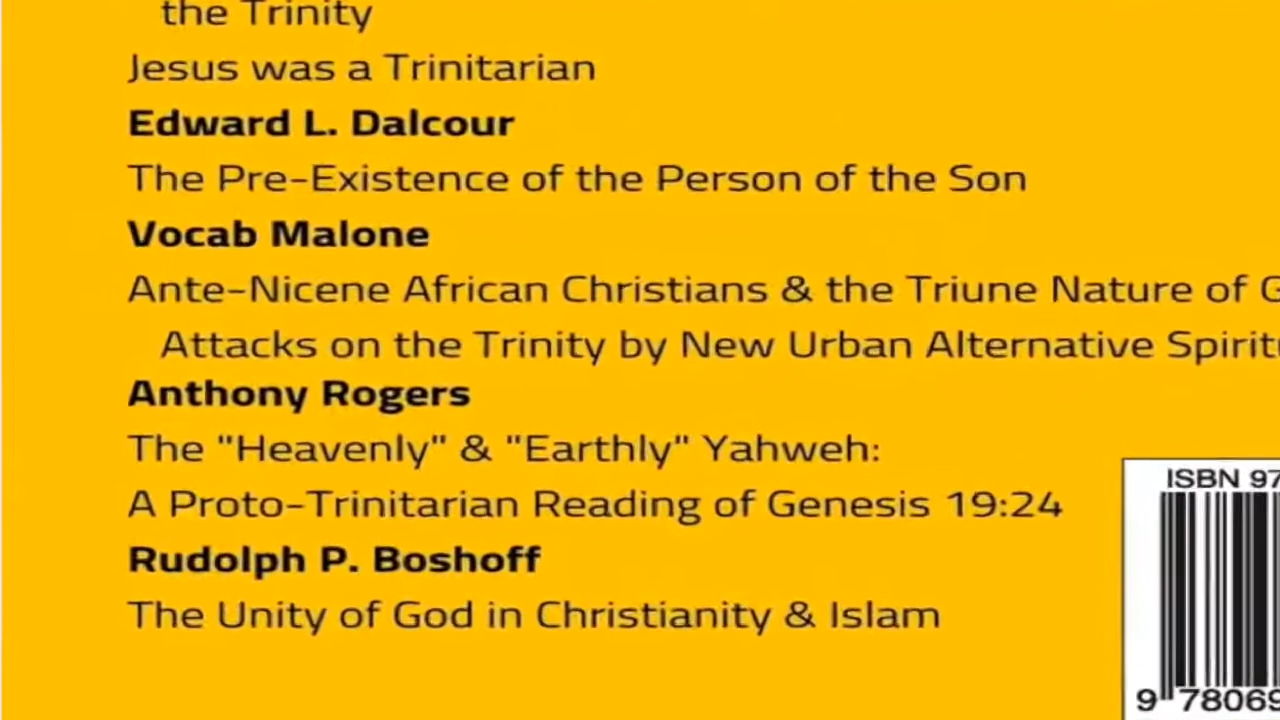 the Trinity
Jesus was a Trinitarian
Edward L. Dalcour
The Pre-Existence of the Person of the Son
Vocab Malone
Ante-Nicene African Christians & the Triune Nature of
Attacks on the Trinity by New Urban Alternative
Anthony Rogers
The "Heavenly" & "Earthly" Yahweh:
A Proto-Trinitarian Reading of Genesis 19:24
Rudolph P. Boshoff
The Unity of God in Christianity & Islam
ISBN 97
9 78069